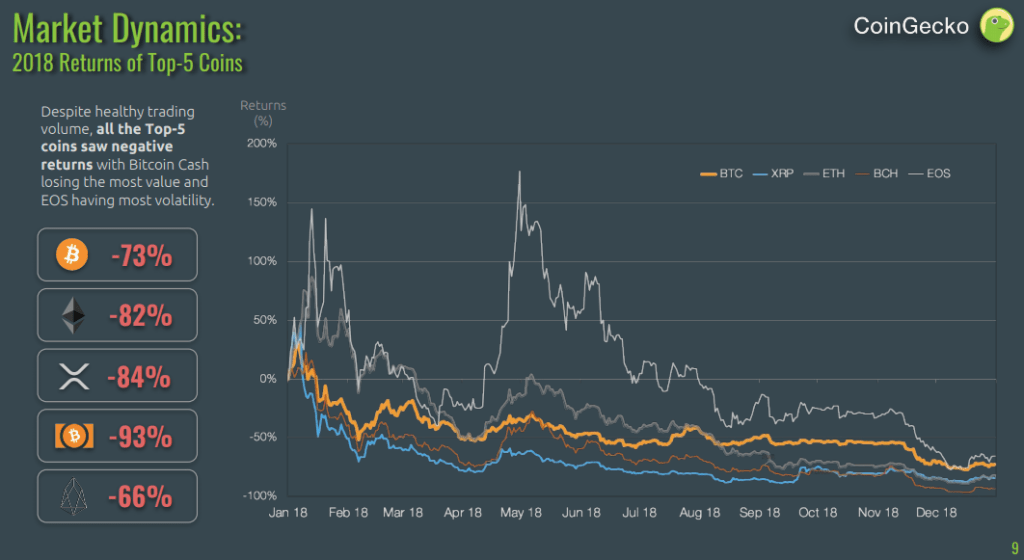 Market Dynamics:
2018 Returns of Top-5 Coins
CoinGecko
Despite healthy trading
volume, all the Top-5
coins saw negative
returns with Bitcoin Cash
losing the most value and
EOS having most volatility.
-73%
-82%
-84%
-93%
-66%
Returns
(%)
200%
150%
100%
50%
0%
-50%
-100%
BTC XRP ETH BCH EOS
Jan 18 Feb 18 Mar 18 Apr 18 May 18 Jun 18 Jul 18 Aug 18 Sep 18 Oct 18 Nov 18 Dec 18
9